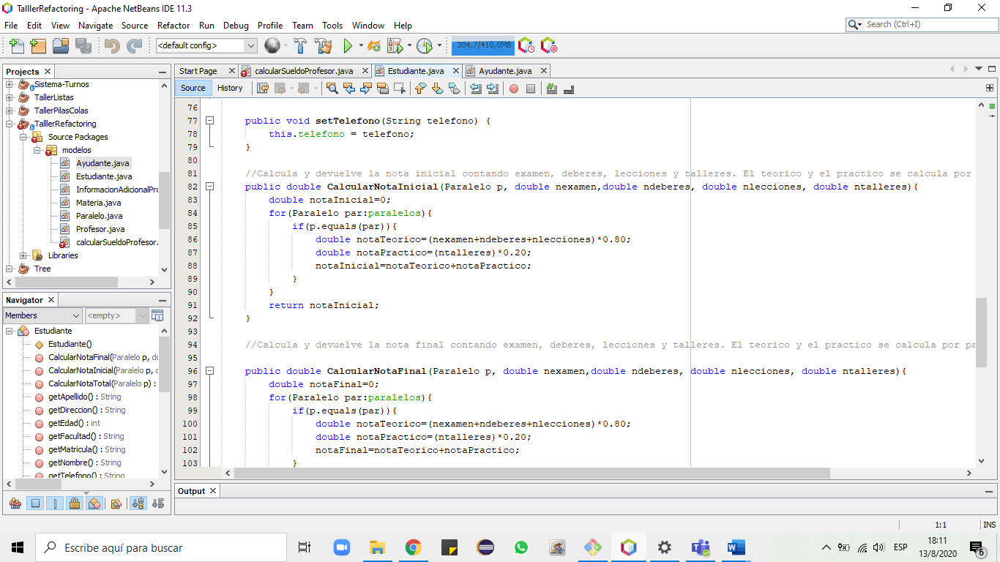 TalllerRefactoring - Apache NetBeans IDE 11.3
File Edit View Navigate Source Refactor Run Debug Profile Team Tools Window Help
Search (Ctrl+I)
<default config>
304,7/410,0MB
Projects
Sistema-Turnos
TallerListas
TallerPilasColas
TalllerRefactoring
Source Packages
modelos
Ayudante.java
Estudiante.java
InformacionAdicionalPro
Materia.java
Paralelo.java
Profesor.java
calcularSueldoProfesor.
Libraries
Tree
Navigator
Members
<empty>
Estudiante
Estudiante()
CalcularNotaFinal(Paralelo p, do
CalcularNotaInicial(Paralelo p, d
CalcularNotaTotal(Paralelo p) :
getApellido() : String
getDireccion() : String
getEdad() : int
getFacultad() : String
getMatricula() : String
getNombre() : String
getTelefono() : String
Start Page calcularSueldoProfesor.java Estudiante.java Ayudante.java
Source History
76
77 public void setTelefono(String telefono) {
78 this.telefono = telefono;
79 }
80
81 //Calcula y devuelve la nota inicial contando examen, deberes, lecciones y talleres. El teorico y el practico se calcula por
82 public double CalcularNotaInicial(Paralelo p, double nexamen,double ndeberes, double nlecciones, double ntalleres){
83 double notaInicial=0;
84 for(Paralelo par:paralelos){
85 if(p.equals(par)){
86 double notaTeorico=(nexamen+ndeberes+nlecciones)*0.80;
87 double notaPractico=(ntalleres)*0.20;
88 notaInicial=notaTeorico+notaPractico;
89 }
90 }
91 return notaInicial;
92 }
93
94 //Calcula y devuelve la nota final contando examen, deberes, lecciones y talleres. El teorico y el practico se calcula por pa
95
96 public double CalcularNotaFinal(Paralelo p, double nexamen,double ndeberes, double nlecciones, double ntalleres){
97 double notaFinal=0;
98 for(Paralelo par:paralelos){
99 if(p.equals(par)){
100 double notaTeorico=(nexamen+ndeberes+nlecciones)*0.80;
101 double notaPractico=(ntalleres)*0.20;
102 notaFinal=notaTeorico+notaPractico;
103 }
Output
1:1 INS
Escribe aquí para buscar
ESP
18:11
13/8/2020
6